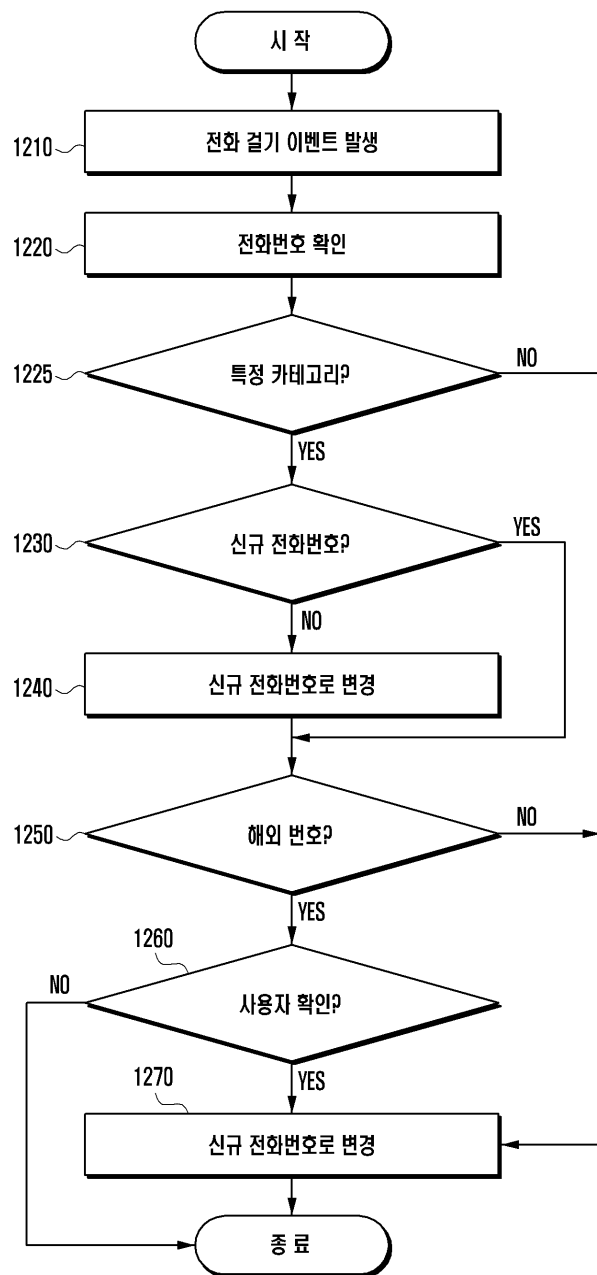 시 작
1210
전화 걸기 이벤트 발생
1220
전화번호 확인
1225
특정 카테고리?
NO
YES
1230
신규 전화번호?
YES
NO
1240
신규 전화번호로 변경
1250
해외 번호?
NO
YES
1260
NO
사용자 확인?
1270
YES
신규 전화번호로 변경
종 료